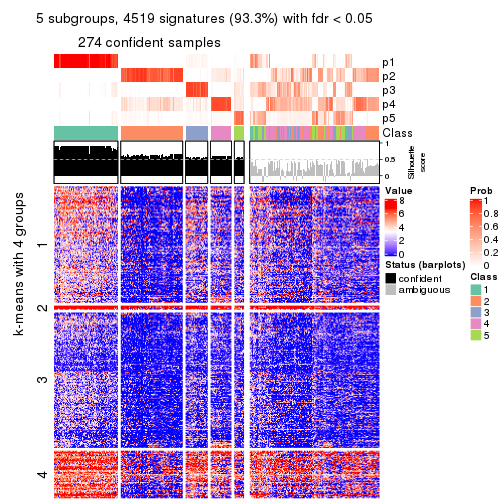 5 subgroups, 4519 signatures (93.3%) with fdr < 0.05
274 confident samples
p1
p2
p3
p4
p5
Class
1
0.5
0
Silhouette
score
k-means with 4 groups
1
2
3
4
Value
8
6
4
2
0
Status (barplots)
confident
ambiguous
Prob
1
0.8
0.6
0.4
0.2
0
Class
1
2
3
4
5